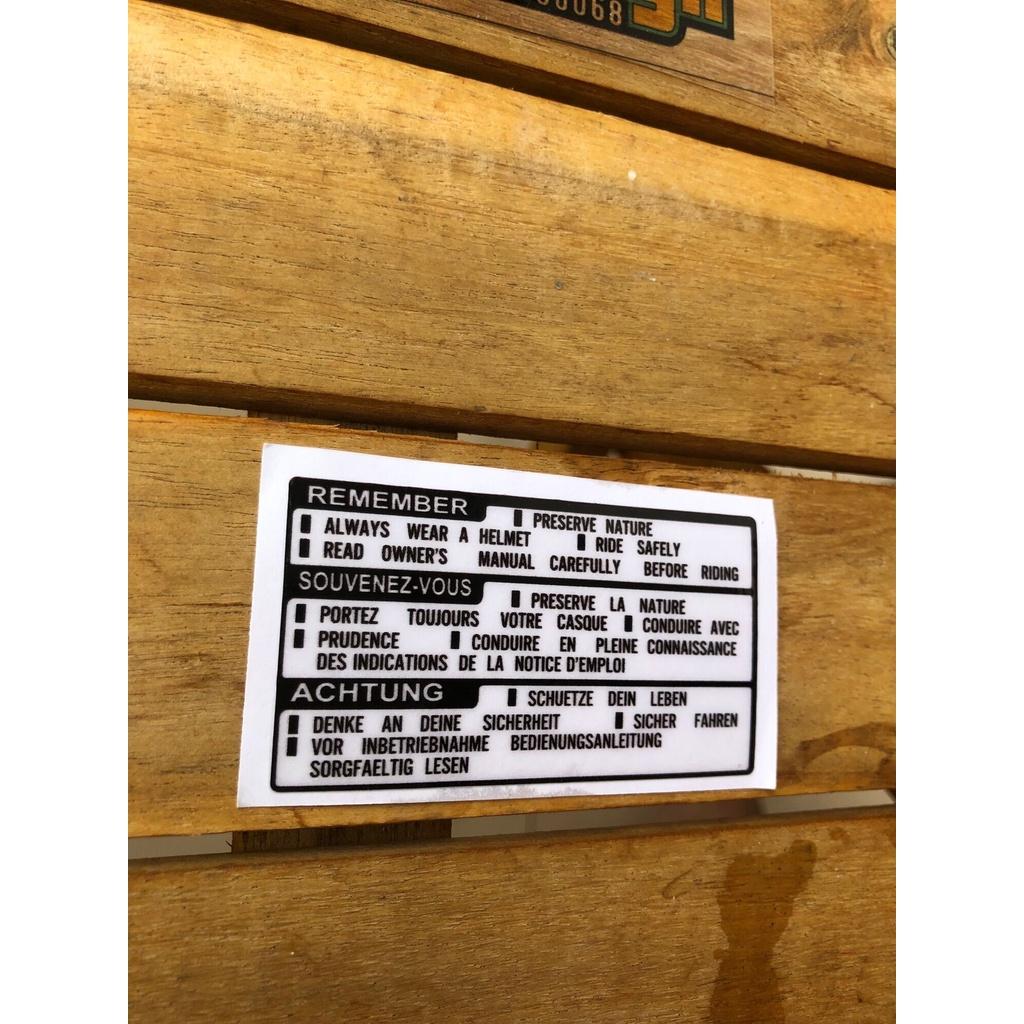 00068
REMEMBER
PRESERVE NATURE
ALWAYS WEAR A HELMET RIDE SAFELY
READ OWNER'S MANUAL CAREFULLY BEFORE RIDING
SOUVENEZ-VOUS
PRESERVE LA NATURE
PORTEZ TOUJOURS VOTRE CASQUE CONDUIRE AVEC
PRUDENCE CONDUIRE EN PLEINE CONNAISSANCE
DES INDICATIONS DE LA NOTICE D'EMPLOI
ACHTUNG
SCHUETZE DEIN LEBEN
DENKE AN DEINE SICHERHEIT SICHER FAHREN
VOR INBETRIEBNAHME BEDIENUNGSANLEITUNG
SORGFAELTIG LESEN